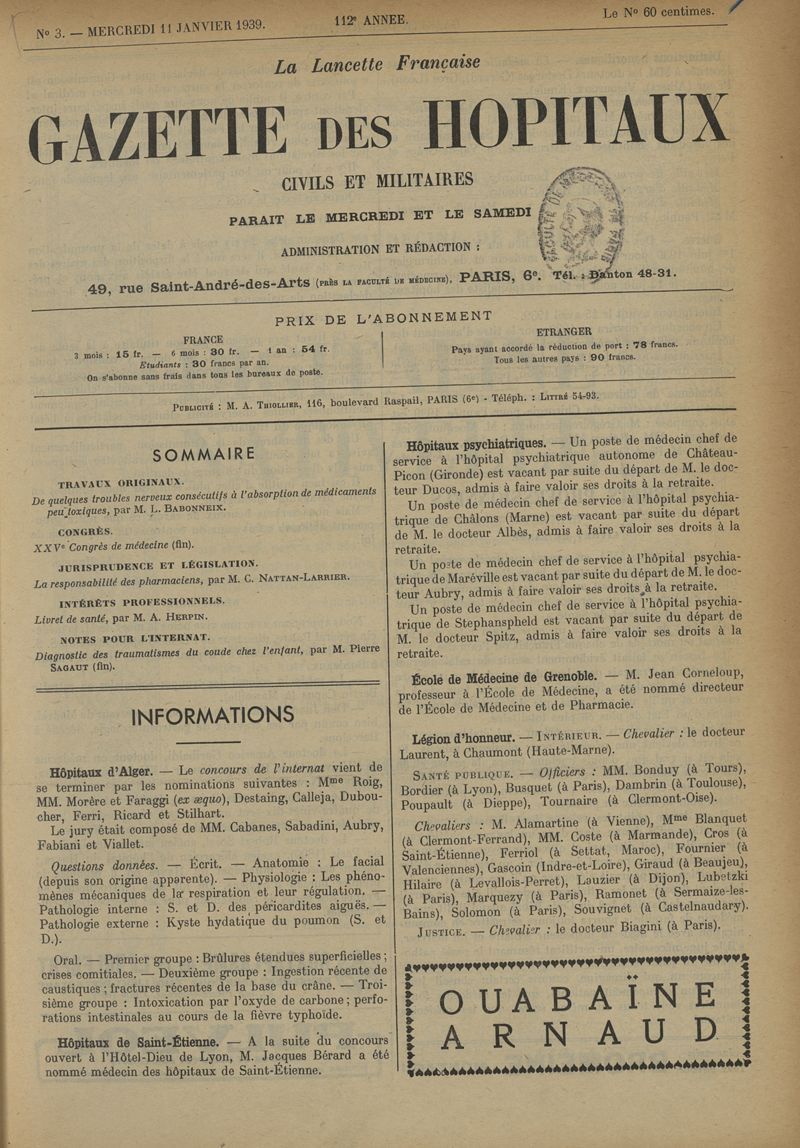 N° 3. — MERCREDI 11 JANVIER 1939.
112e ANNEE.
Le N° 60 centimes.
La Lancette Française
GAZETTE DES HOPITAUX
CIVILS ET MILITAIRES
PARAIT LE MERCREDI ET LE SAMEDI
ADMINISTRATION ET RÉDACTION :
49, rue Saint-André-des-Arts (PRÈS LA FACULTÉ DE MÉDECINE), PARIS, 6e. Tél. : Danton 48-31.
PRIX DE L'ABONNEMENT
FRANCE
3 mois : 15 fr. — 6 mois : 30 fr. — 1 an : 54 fr.
Etudiants : 30 francs par an.
On s'abonne sans frais dans tous les bureaux de poste.
ETRANGER
Pays ayant accordé la réduction de port : 78 francs.
Tous les autres pays : 90 francs.
PUBLICITÉ : M. A. THIOLLIER, 116, boulevard Raspail, PARIS (6e) - Téléph. : LITTRÉ 54-93.
SOMMAIRE
TRAVAUX ORIGINAUX.
De quelques troubles nerveux consécutifs à l'absorption de médicaments
peu toxiques, par M. L. BABONNEIX.
CONGRÈS.
XXVe Congrès de médecine (fin).
JURISPRUDENCE ET LÉGISLATION.
La responsabilité des pharmaciens, par M. C. NATTAN-LARRIER.
INTÉRÊTS PROFESSIONNELS.
Livret de santé, par M. A. HERPIN.
NOTES POUR L'INTERNAT.
Diagnostic des traumatismes du coude chez l'enfant, par M. Pierre
SAGAUT (fin).
INFORMATIONS
Hôpitaux d'Alger. — Le concours de l'internat vient de
se terminer par les nominations suivantes : Mme Roig,
MM. Morère et Faraggi (ex æquo), Destaing, Calleja, Dubou-
cher, Ferri, Ricard et Stilhart.
Le jury était composé de MM. Cabanes, Sabadini, Aubry,
Fabiani et Viallet.
Questions données. — Écrit. — Anatomie : Le facial
(depuis son origine apparente). — Physiologie : Les phéno-
mènes mécaniques de la respiration et leur régulation. —
Pathologie interne : S. et D. des péricardites aiguës. —
Pathologie externe : Kyste hydatique du poumon (S. et
D.).
Oral. — Premier groupe : Brûlures étendues superficielles ;
crises comitiales. — Deuxième groupe : Ingestion récente de
caustiques ; fractures récentes de la base du crâne. — Troi-
sième groupe : Intoxication par l'oxyde de carbone ; perfo-
rations intestinales au cours de la fièvre typhoïde.
Hôpitaux de Saint-Étienne. — A la suite du concours
ouvert à l'Hôtel-Dieu de Lyon, M. Jacques Bérard a été
nommé médecin des hôpitaux de Saint-Étienne.
Hôpitaux psychiatriques. — Un poste de médecin chef de
service à l'hôpital psychiatrique autonome de Château-
Picon (Gironde) est vacant par suite du départ de M. le doc-
teur Ducos, admis à faire valoir ses droits à la retraite.
Un poste de médecin chef de service à l'hôpital psychia-
trique de Châlons (Marne) est vacant par suite du départ
de M. le docteur Albès, admis à faire valoir ses droits à la
retraite.
Un poste de médecin chef de service à l'hôpital psychia-
trique de Maréville est vacant par suite du départ de M. le doc-
teur Aubry, admis à faire valoir ses droits à la retraite.
Un poste de médecin chef de service à l'hôpital psychia-
trique de Stephanspheld est vacant par suite du départ de
M. le docteur Spitz, admis à faire valoir ses droits à la
retraite.
École de Médecine de Grenoble. — M. Jean Corneloup,
professeur à l'École de Médecine, a été nommé directeur
de l'École de Médecine et de Pharmacie.
Légion d'honneur. — INTÉRIEUR. — Chevalier : le docteur
Laurent, à Chaumont (Haute-Marne).
SANTÉ PUBLIQUE. — Officiers : MM. Bonduy (à Tours),
Bordier (à Lyon), Busquet (à Paris), Dambrin (à Toulouse),
Poupault (à Dieppe), Tournaire (à Clermont-Oise).
Chevaliers : M. Alamartine (à Vienne), Mme Blanquet
(à Clermont-Ferrand), MM. Coste (à Marmande), Cros (à
Saint-Étienne), Ferriol (à Settat, Maroc), Fournier (à
Valenciennes), Gascoin (Indre-et-Loire), Giraud (à Beaujeu),
Hilaire (à Levallois-Perret), Lauzier (à Dijon), Lubetzki
(à Paris), Marquezy (à Paris), Ramonet (à Sermaize-les-
Bains), Solomon (à Paris), Souvignet (à Castelnaudary).
JUSTICE. — Chevalier : le docteur Biagini (à Paris).
OUABAÏNE
ARNAUD